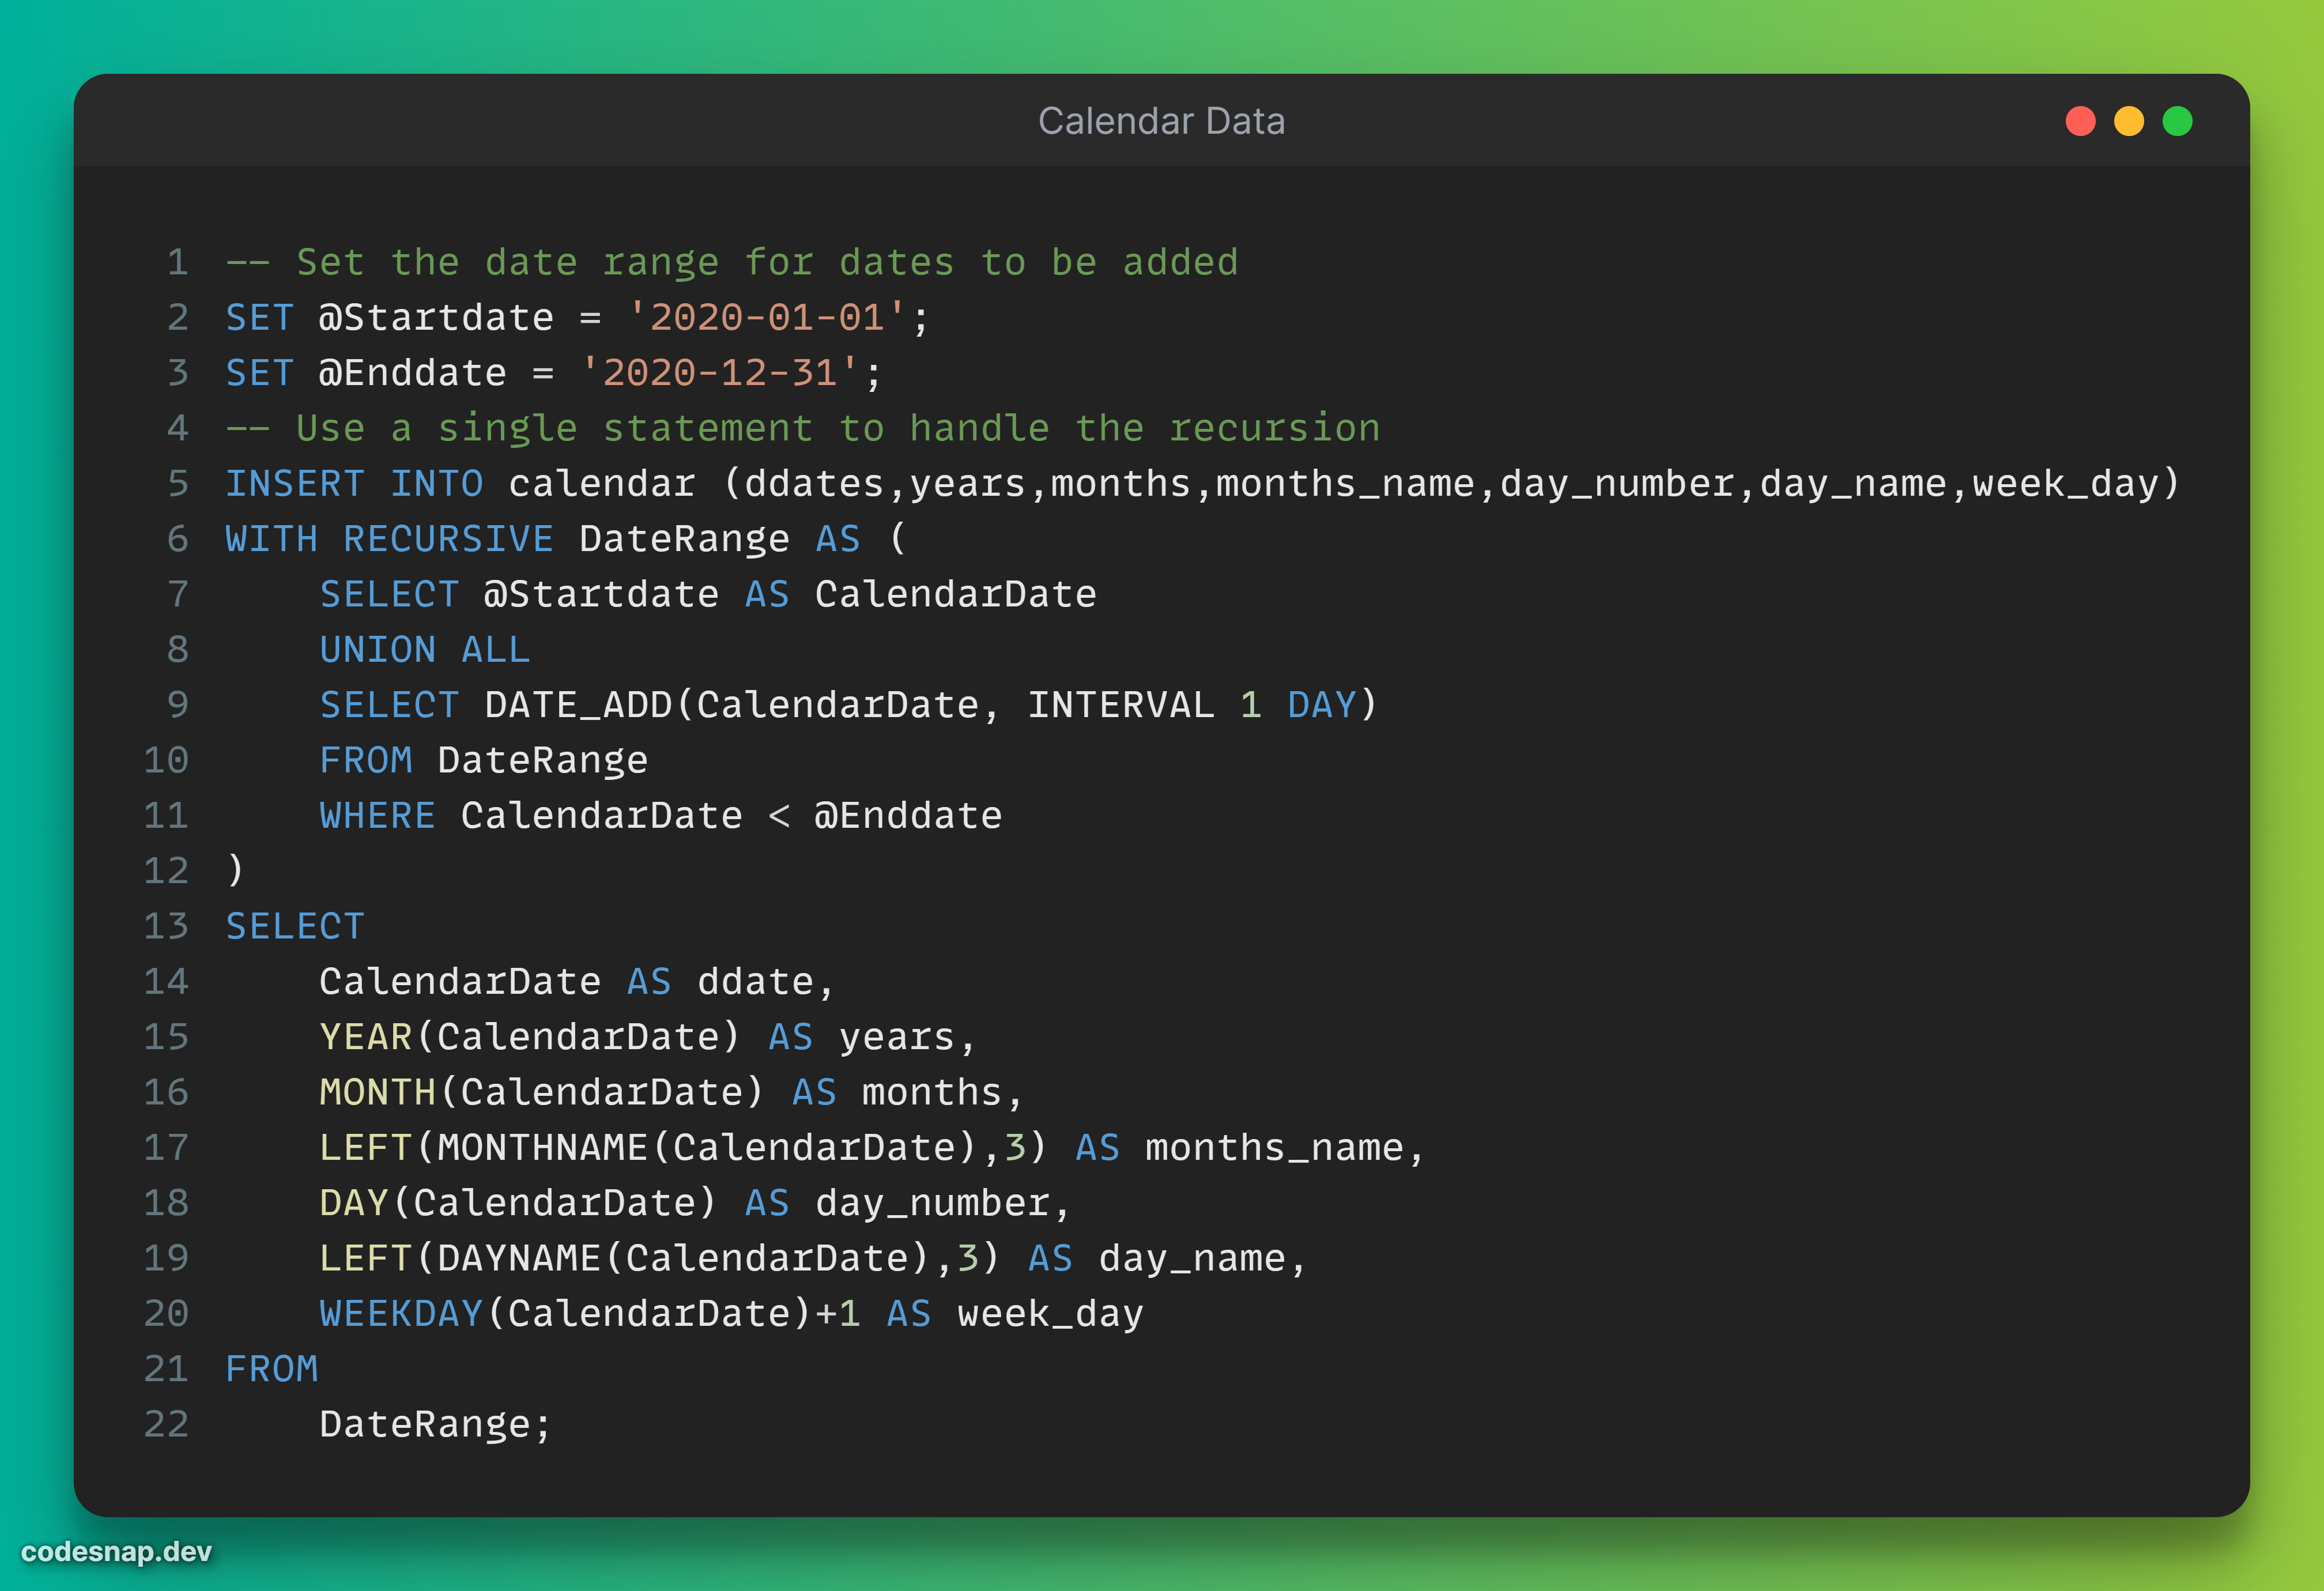 Calendar Data
1 -- Set the date range for dates to be added
2 SET @Startdate = '2020-01-01';
3 SET @Enddate = '2020-12-31';
4 -- Use a single statement to handle the recursion
5 INSERT INTO calendar (ddates,years,months,months_name,day_number,day_name,week_day)
6 WITH RECURSIVE DateRange AS (
7     SELECT @Startdate AS CalendarDate
8     UNION ALL
9     SELECT DATE_ADD(CalendarDate, INTERVAL 1 DAY)
10     FROM DateRange
11     WHERE CalendarDate < @Enddate
12 )
13 SELECT
14     CalendarDate AS ddate,
15     YEAR(CalendarDate) AS years,
16     MONTH(CalendarDate) AS months,
17     LEFT(MONTHNAME(CalendarDate),3) AS months_name,
18     DAY(CalendarDate) AS day_number,
19     LEFT(DAYNAME(CalendarDate),3) AS day_name,
20     WEEKDAY(CalendarDate)+1 AS week_day
21 FROM
22     DateRange;
codesnap.dev